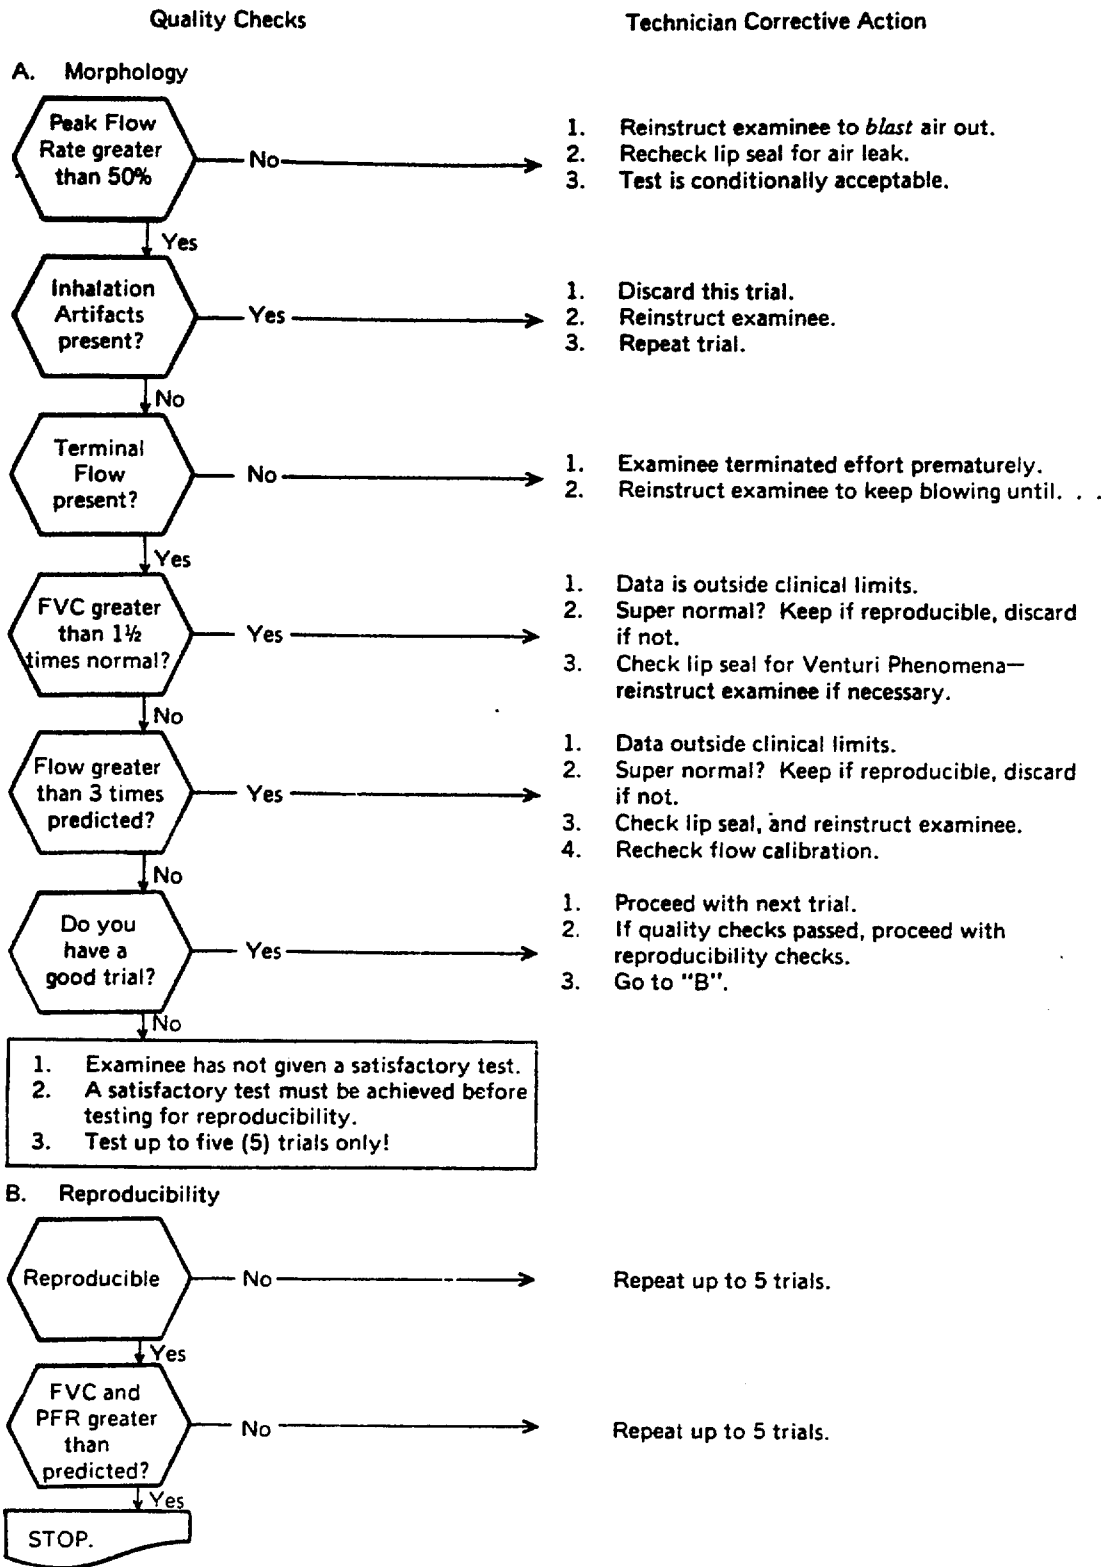 Quality Checks
Technician Corrective Action
A. Morphology
Peak Flow
Rate greater
than 50%
No
1. Reinstruct examinee to blast air out.
2. Recheck lip seal for air leak.
3. Test is conditionally acceptable.
Yes
Inhalation
Artifacts
present?
Yes
1. Discard this trial.
2. Reinstruct examinee.
3. Repeat trial.
No
Terminal
Flow
present?
No
1. Examinee terminated effort prematurely.
2. Reinstruct examinee to keep blowing until. . .
Yes
FVC greater
than 1½
times normal?
Yes
1. Data is outside clinical limits.
2. Super normal? Keep if reproducible, discard
if not.
3. Check lip seal for Venturi Phenomena—
reinstruct examinee if necessary.
No
Flow greater
than 3 times
predicted?
Yes
1. Data outside clinical limits.
2. Super normal? Keep if reproducible, discard
if not.
3. Check lip seal, and reinstruct examinee.
4. Recheck flow calibration.
No
Do you
have a
good trial?
Yes
1. Proceed with next trial.
2. If quality checks passed, proceed with
reproducibility checks.
3. Go to "B".
No
1. Examinee has not given a satisfactory test.
2. A satisfactory test must be achieved before
testing for reproducibility.
3. Test up to five (5) trials only!
B. Reproducibility
Reproducible
No
Repeat up to 5 trials.
Yes
FVC and
PFR greater
than
predicted?
No
Repeat up to 5 trials.
Yes
STOP.